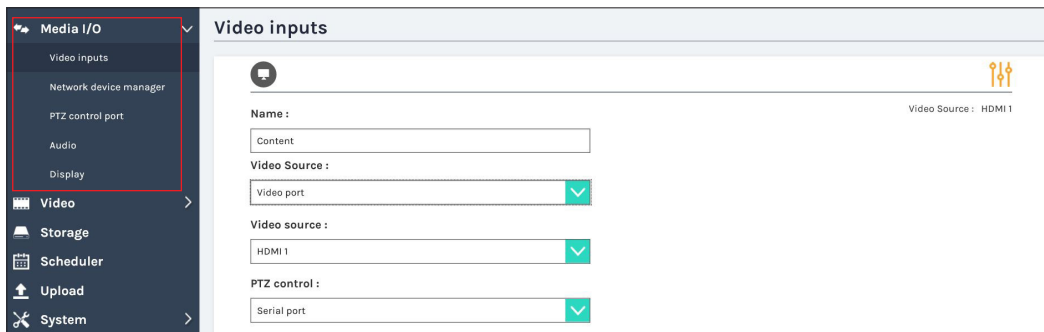 Media I/O
Video inputs
Network device manager
PTZ control port
Audio
Display
Video
Storage
Scheduler
Upload
System
Video inputs
Video Source : HDMI 1
Name :
Content
Video Source :
Video port
Video source :
HDMI 1
PTZ control :
Serial port